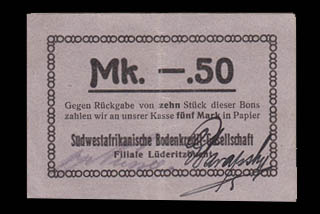 Mk. —.50
Gegen Rückgabe von zehn Stück dieser Bons
zahlen wir an unsrer Kasse fünf Mark in Papier
Südwestafrikanische Bodenkredit-Gesellschaft
Filiale Lüderitzbucht